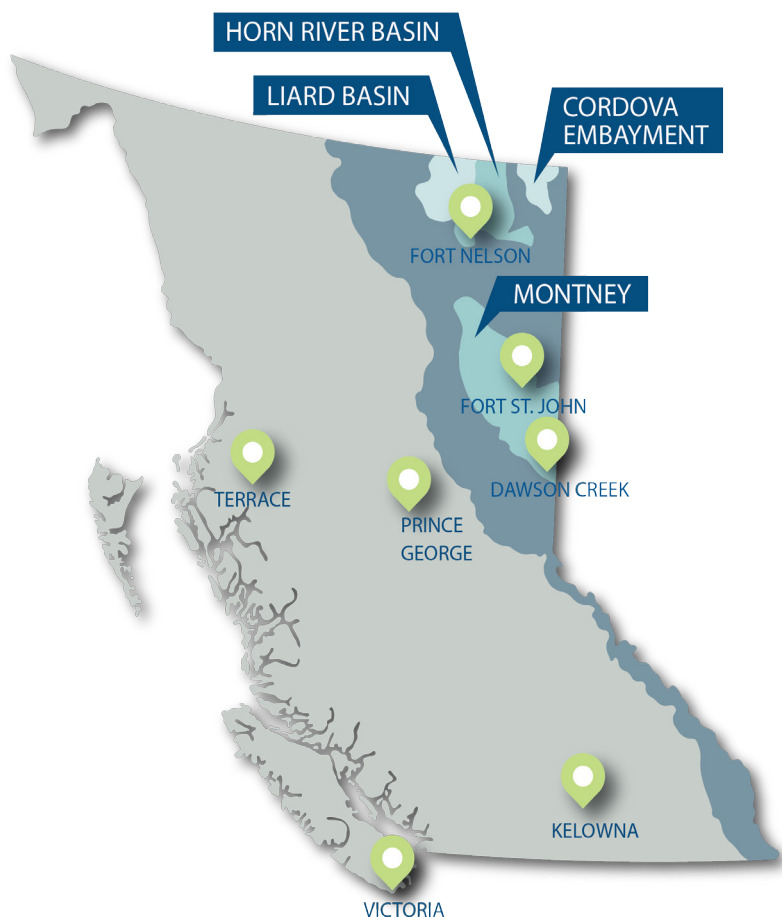 HORN RIVER BASIN
LIARD BASIN
CORDOVA
EMBAYMENT
FORT NELSON
MONTNEY
FORT ST. JOHN
DAWSON CREEK
TERRACE
PRINCE
GEORGE
KELOWNA
VICTORIA